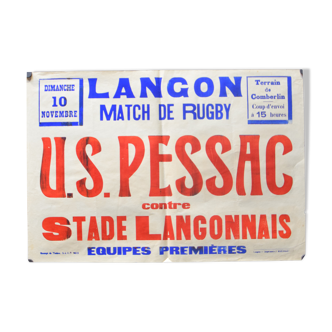 DIMANCHE
10
NOVEMBRE
LANGON
MATCH DE RUGBY
Terrain
de
Comberlin
Coup d'envoi
à 15 heures
U.S. PESSAC
contre
STADE LANGONNAIS
EQUIPES PREMIÈRES